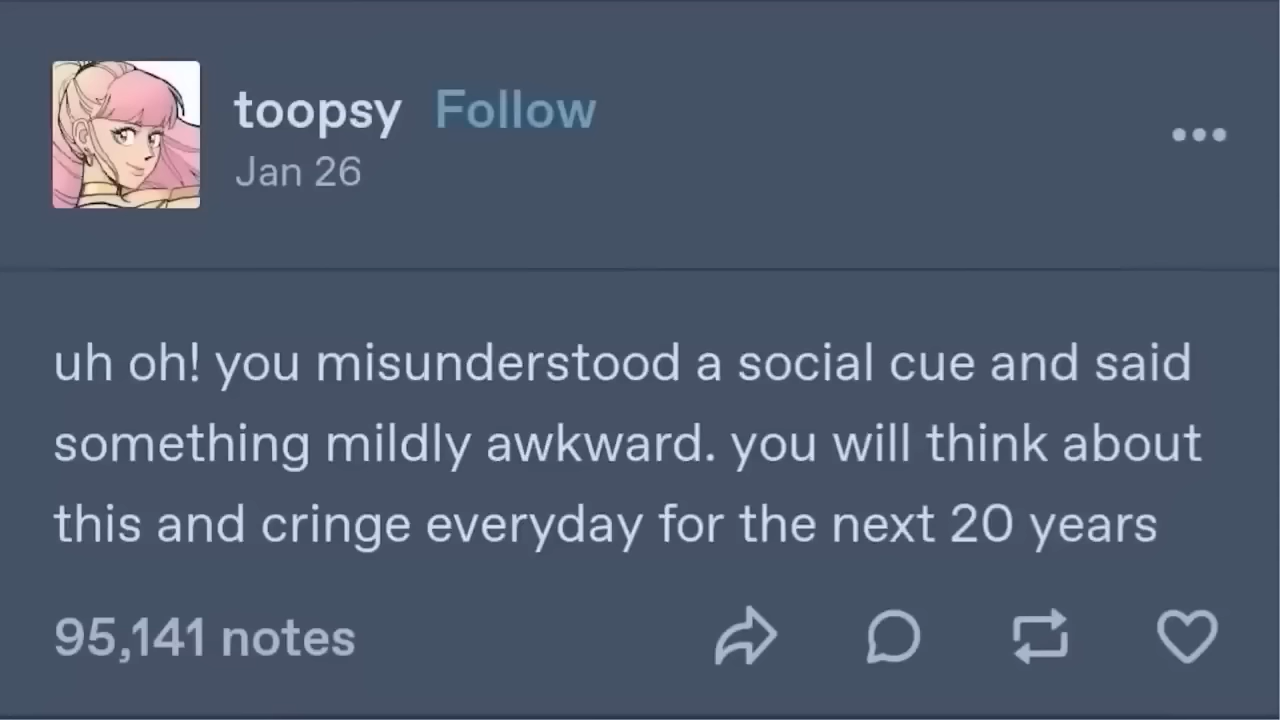 toopsy Follow
Jan 26
uh oh! you misunderstood a social cue and said
something mildly awkward. you will think about
this and cringe everyday for the next 20 years
95,141 notes